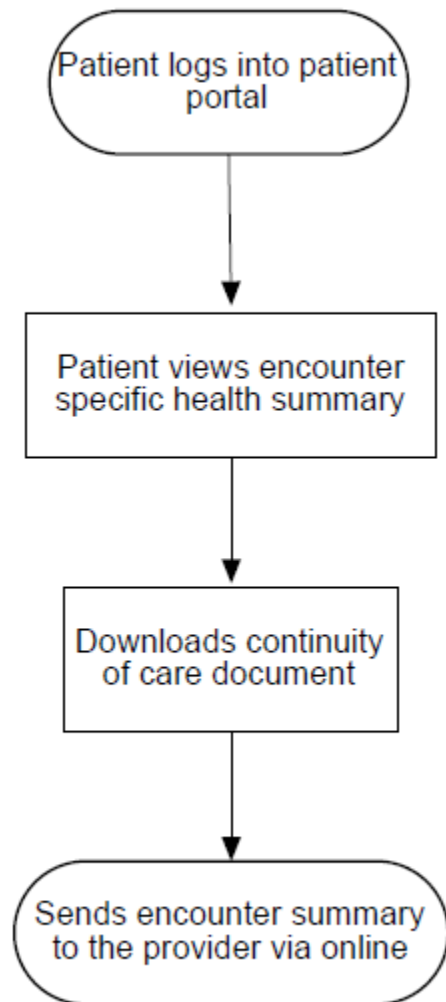 Patient logs into patient
portal
Patient views encounter
specific health summary
Downloads continuity
of care document
Sends encounter summary
to the provider via online